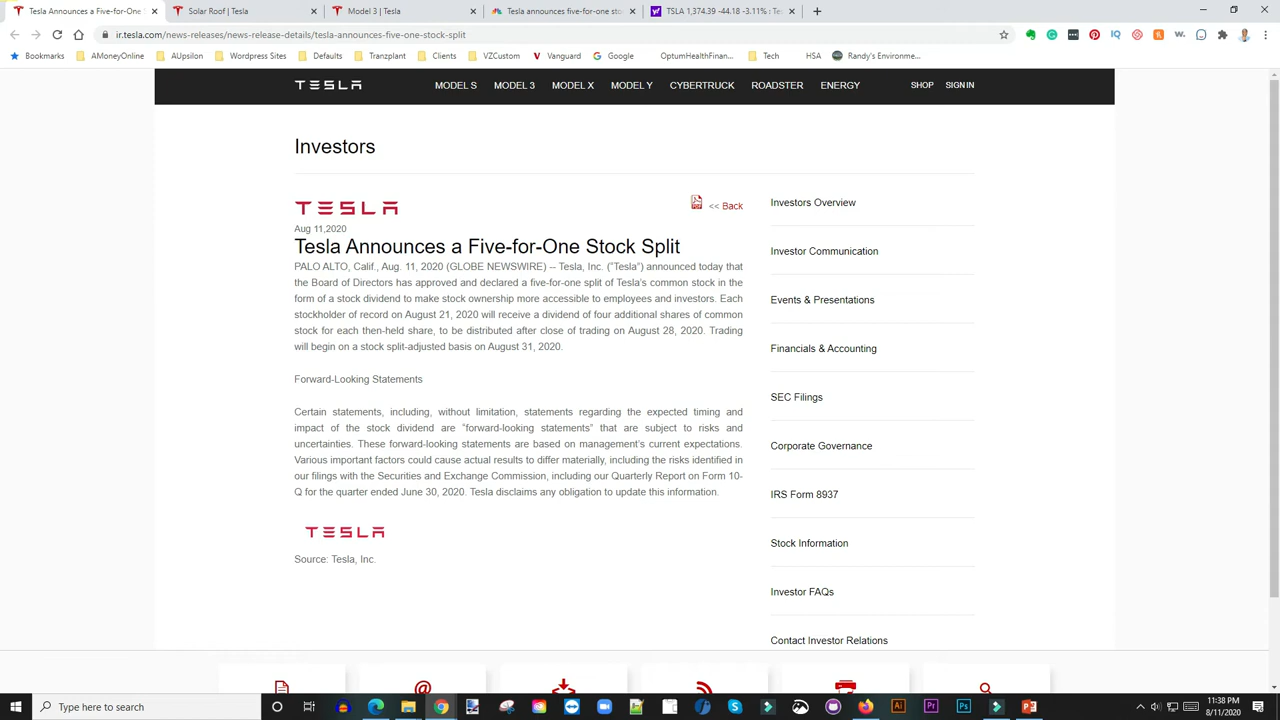 Tesla Announces a Five-for-One
Solar Roof | Tesla
Model 3 | Tesla
Tesla announces five-for-one sto
TSLA 1,374.39 -44.18 -3.11% : Te
ir.tesla.com/news-releases/news-release-details/tesla-announces-five-one-stock-split
Bookmarks AMoneyOnline AUpsilon Wordpress Sites Defaults Tranzplant Clients VZCustom Vanguard Google OptumHealthFinan... Tech HSA Randy's Environme...
TESLA MODEL S MODEL 3 MODEL X MODEL Y CYBERTRUCK ROADSTER ENERGY SHOP SIGN IN
Investors
TESLA
<< Back
Aug 11,2020
Tesla Announces a Five-for-One Stock Split
PALO ALTO, Calif., Aug. 11, 2020 (GLOBE NEWSWIRE) -- Tesla, Inc. ("Tesla") announced today that
the Board of Directors has approved and declared a five-for-one split of Tesla's common stock in the
form of a stock dividend to make stock ownership more accessible to employees and investors. Each
stockholder of record on August 21, 2020 will receive a dividend of four additional shares of common
stock for each then-held share, to be distributed after close of trading on August 28, 2020. Trading
will begin on a stock split-adjusted basis on August 31, 2020.
Forward-Looking Statements
Certain statements, including, without limitation, statements regarding the expected timing and
impact of the stock dividend are "forward-looking statements" that are subject to risks and
uncertainties. These forward-looking statements are based on management's current expectations.
Various important factors could cause actual results to differ materially, including the risks identified in
our filings with the Securities and Exchange Commission, including our Quarterly Report on Form 10-
Q for the quarter ended June 30, 2020. Tesla disclaims any obligation to update this information.
TESLA
Source: Tesla, Inc.
Investors Overview
Investor Communication
Events & Presentations
Financials & Accounting
SEC Filings
Corporate Governance
IRS Form 8937
Stock Information
Investor FAQs
Contact Investor Relations
Type here to search
11:38 PM
8/11/2020